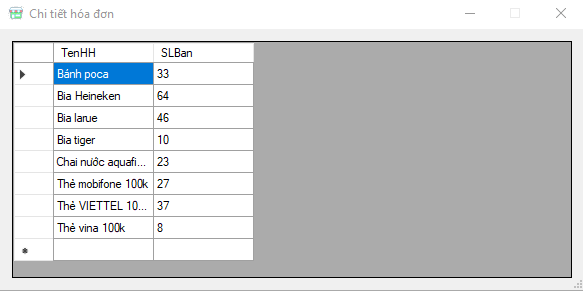 Chi tiết hóa đơn
TenHH SLBan
Bánh poca 33
Bia Heineken 64
Bia larue 46
Bia tiger 10
Chai nước aquafi... 23
Thẻ mobifone 100k 27
Thẻ VIETTEL 10... 37
Thẻ vina 100k 8